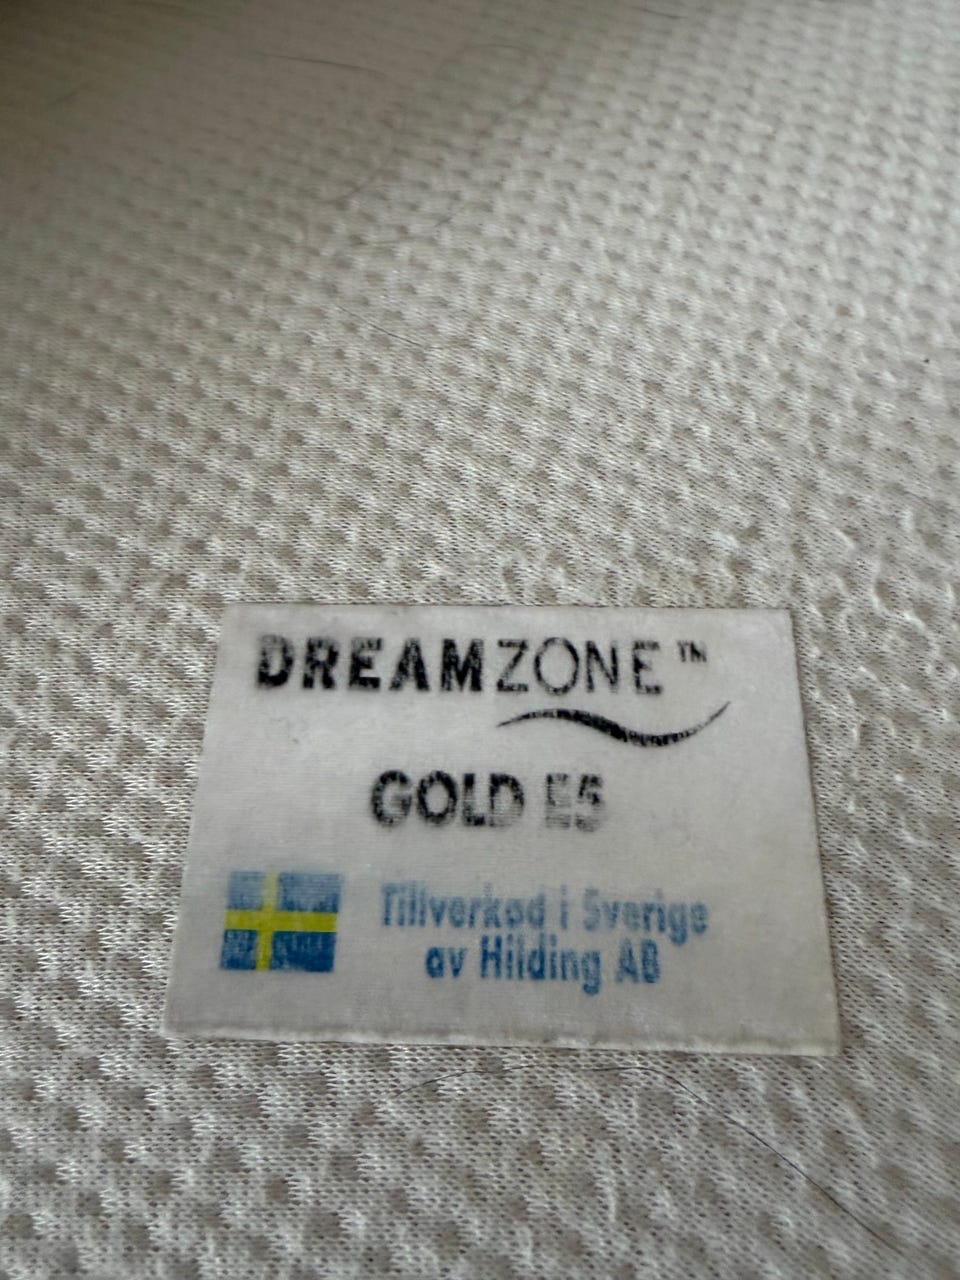 DREAMZONE™
GOLD E5
Tillverkad i Sverige
av Hilding AB